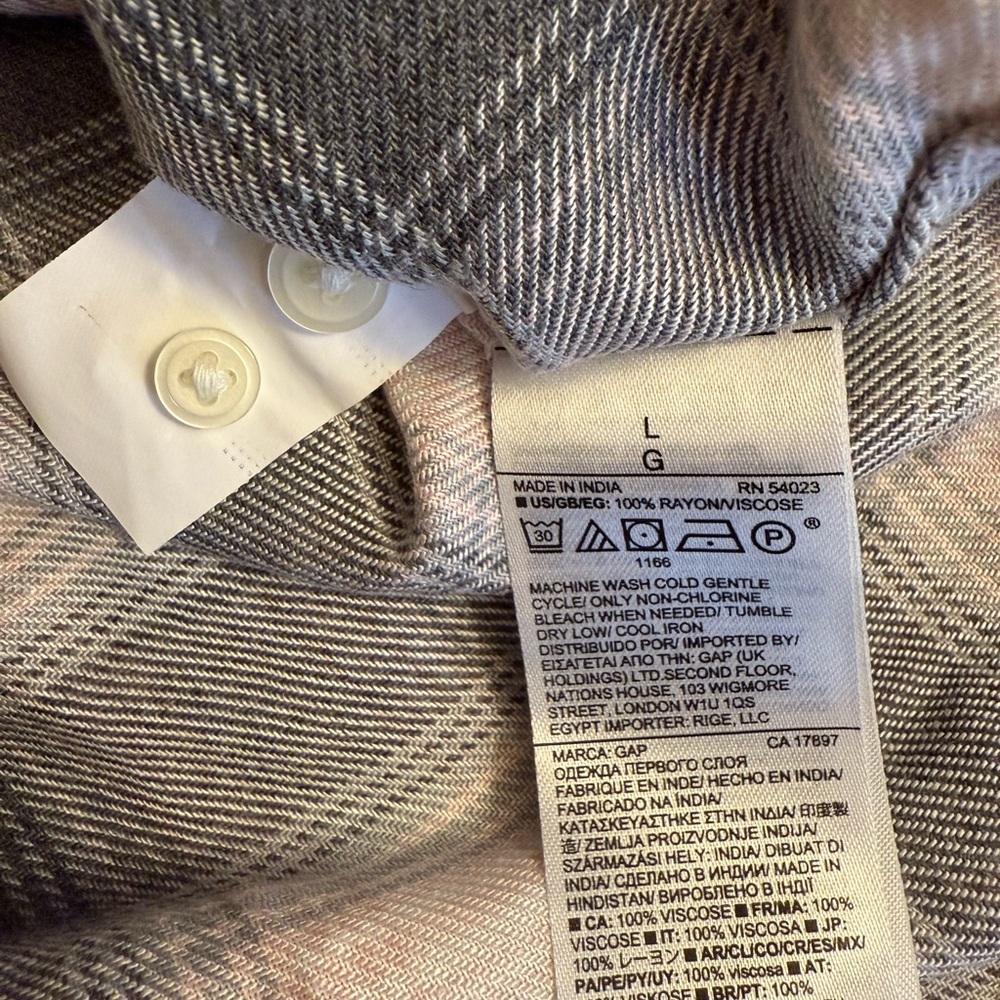 L
G
MADE IN INDIA RN 54023
■ US/GB/EG: 100% RAYON/VISCOSE
30 P ®
1166
MACHINE WASH COLD GENTLE
CYCLE/ ONLY NON-CHLORINE
BLEACH WHEN NEEDED/ TUMBLE
DRY LOW/ COOL IRON
DISTRIBUIDO POR/ IMPORTED BY/
ΕΙΣΑΓΕΤΑΙ ΑΠΟ ΤΗΝ: GAP (UK
HOLDINGS) LTD.SECOND FLOOR,
NATIONS HOUSE, 103 WIGMORE
STREET, LONDON W1U 1QS
EGYPT IMPORTER: RIGE, LLC
MARCA: GAP CA 17897
ОДЕЖДА ПЕРВОГО СЛОЯ
FABRIQUE EN INDE/ HECHO EN INDIA/
FABRICADO NA ÍNDIA/
ΚΑΤΑΣΚΕΥΑΣΤΗΚΕ ΣΤΗΝ ΙΝΔΙΑ/ 印度製
造/ ZEMLJA PROIZVODNJE INDIJA/
SZÁRMAZÁSI HELY: INDIA/ DIBUAT DI
INDIA/ СДЕЛАНО В ИНДИИ/ MADE IN
HINDISTAN/ ВИРОБЛЕНО В ІНДІЇ
■ CA: 100% VISCOSE ■ FR/MA: 100%
VISCOSE ■ IT: 100% VISCOSA ■ JP:
100% レーヨン ■ AR/CL/CO/CR/ES/MX/
PA/PE/PY/UY: 100% viscosa ■ AT:
VISKOSE ■ BR/PT: 100%